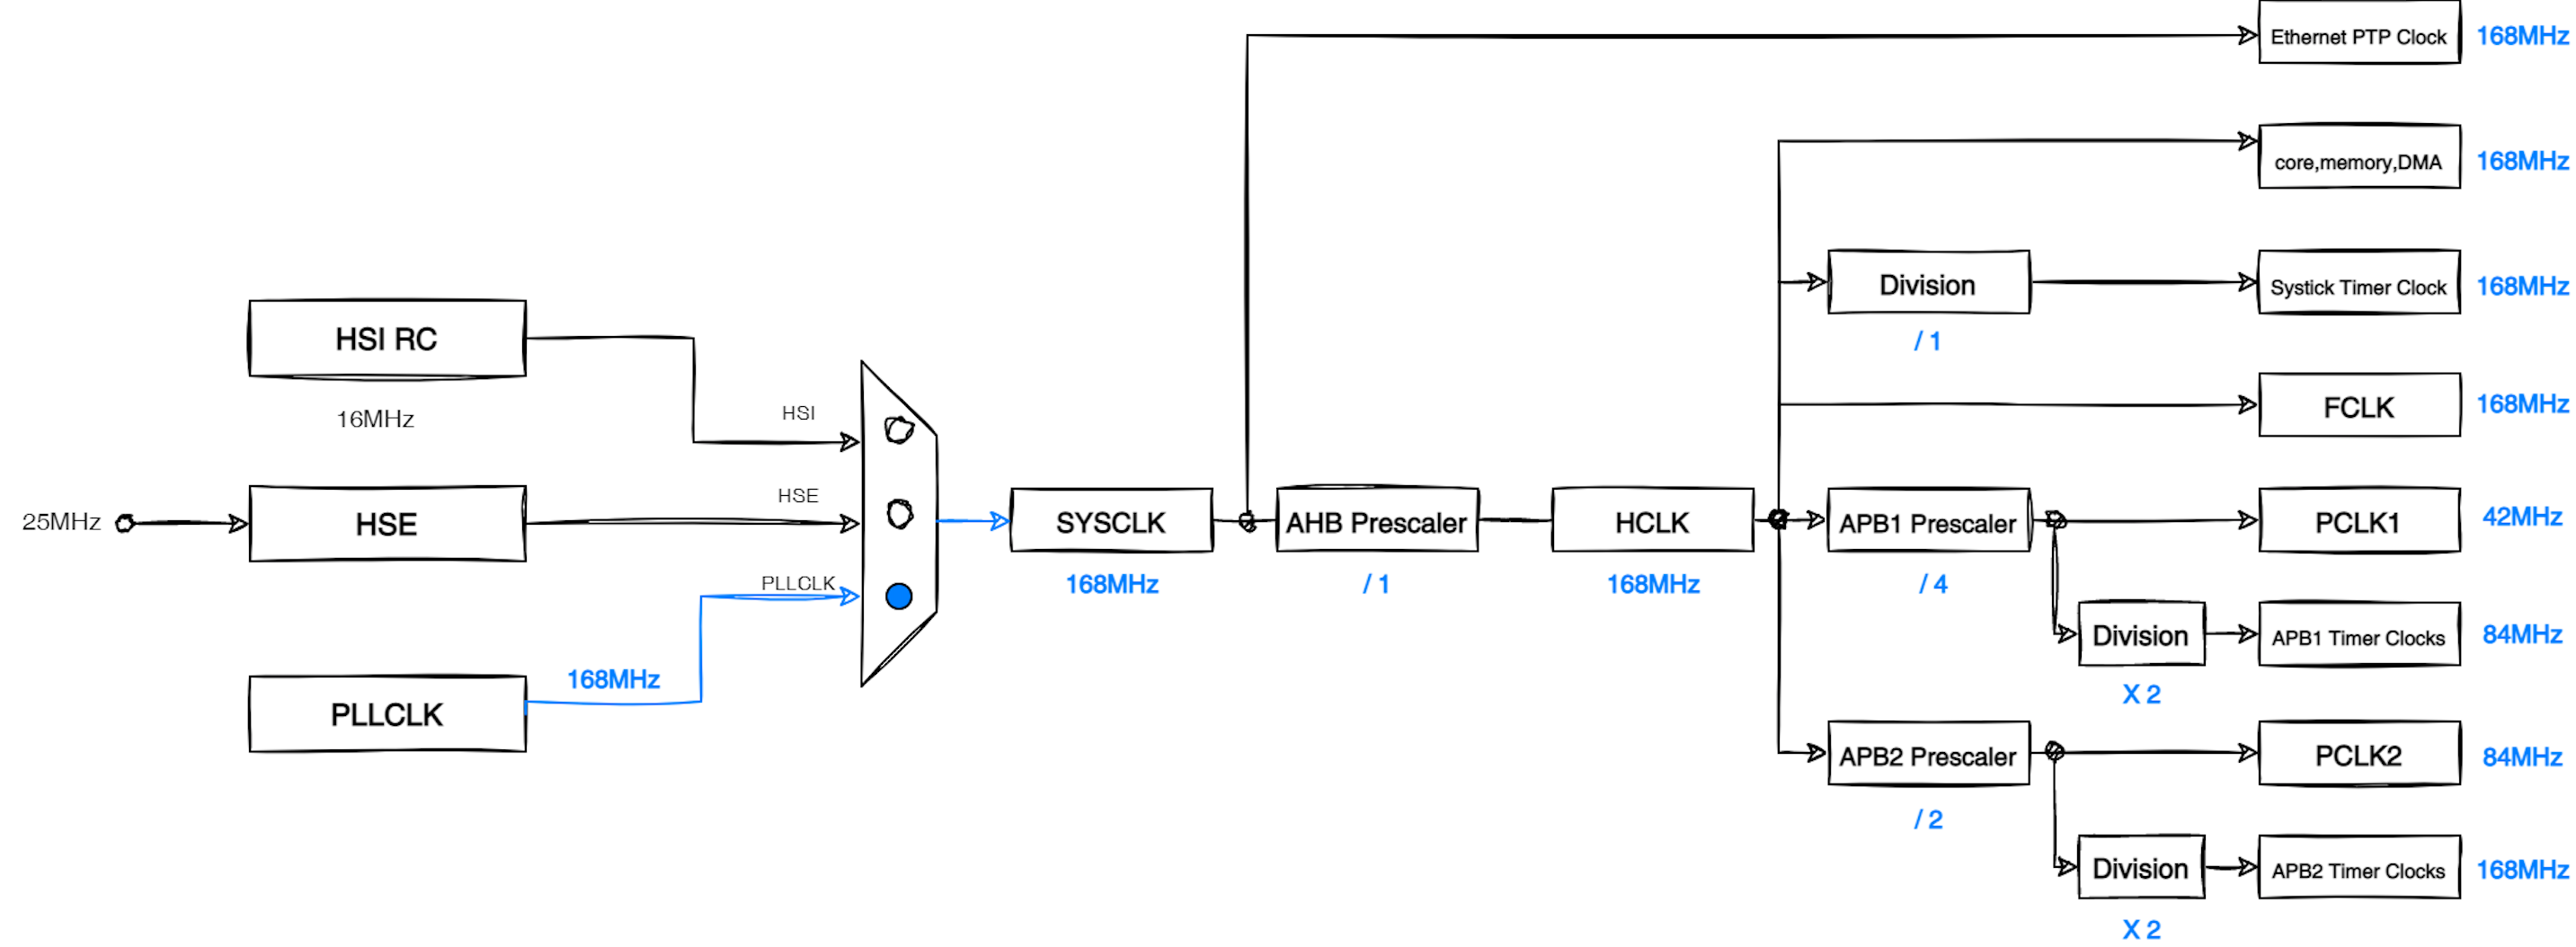 Ethernet PTP Clock
168MHz
core,memory,DMA
168MHz
Division
/ 1
Systick Timer Clock
168MHz
HSI RC
16MHz
HSI
FCLK
168MHz
25MHz
HSE
HSE
SYSCLK
168MHz
AHB Prescaler
/ 1
HCLK
168MHz
APB1 Prescaler
/ 4
PCLK1
42MHz
PLLCLK
168MHz
PLLCLK
Division
X 2
APB1 Timer Clocks
84MHz
APB2 Prescaler
/ 2
PCLK2
84MHz
Division
X 2
APB2 Timer Clocks
168MHz